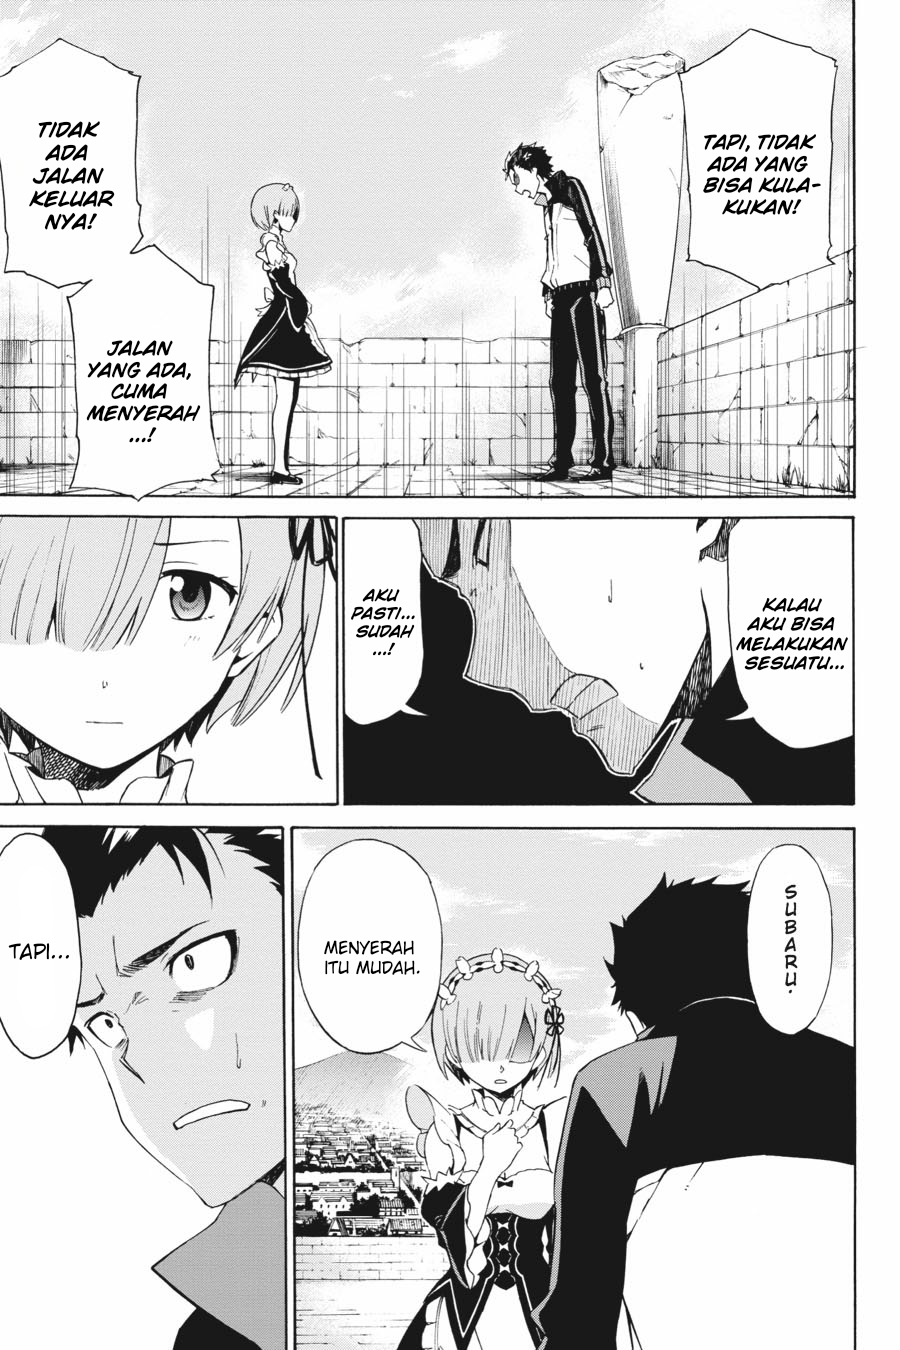 TAPI, TIDAK
ADA YANG
BISA KULA-
KUKAN!
TIDAK
ADA
JALAN
KELUAR
NYA!
JALAN
YANG ADA,
CUMA
MENYERAH
...!
KALAU
AKU BISA
MELAKUKAN
SESUATU...
AKU
PASTI...
SUDAH
...!
SUBARU.
MENYERAH
ITU MUDAH.
TAPI...